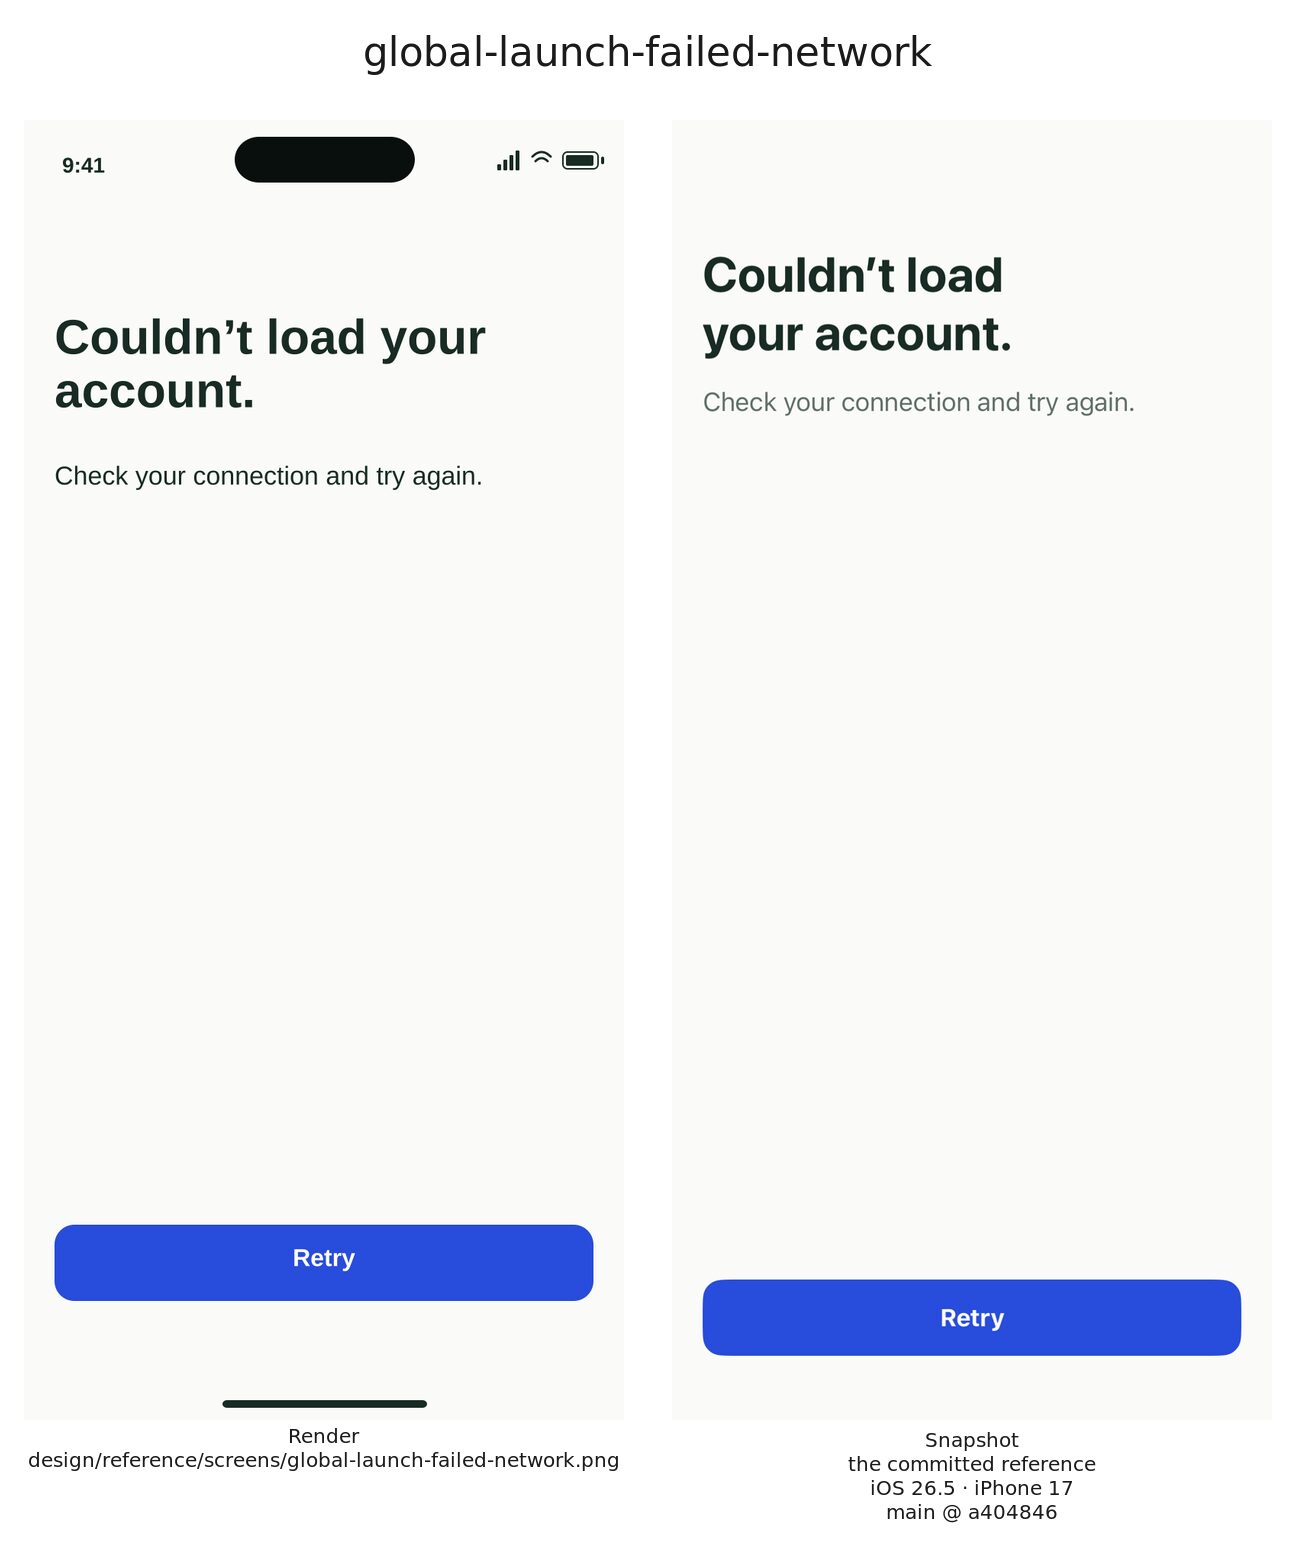 global-launch-failed-network
9:41
Couldn’t load your
account.
Check your connection and try again.
Retry
Render
design/reference/screens/global-launch-failed-network.png
Couldn’t load
your account.
Check your connection and try again.
Retry
Snapshot
the committed reference
iOS 26.5 · iPhone 17
main @ a404846